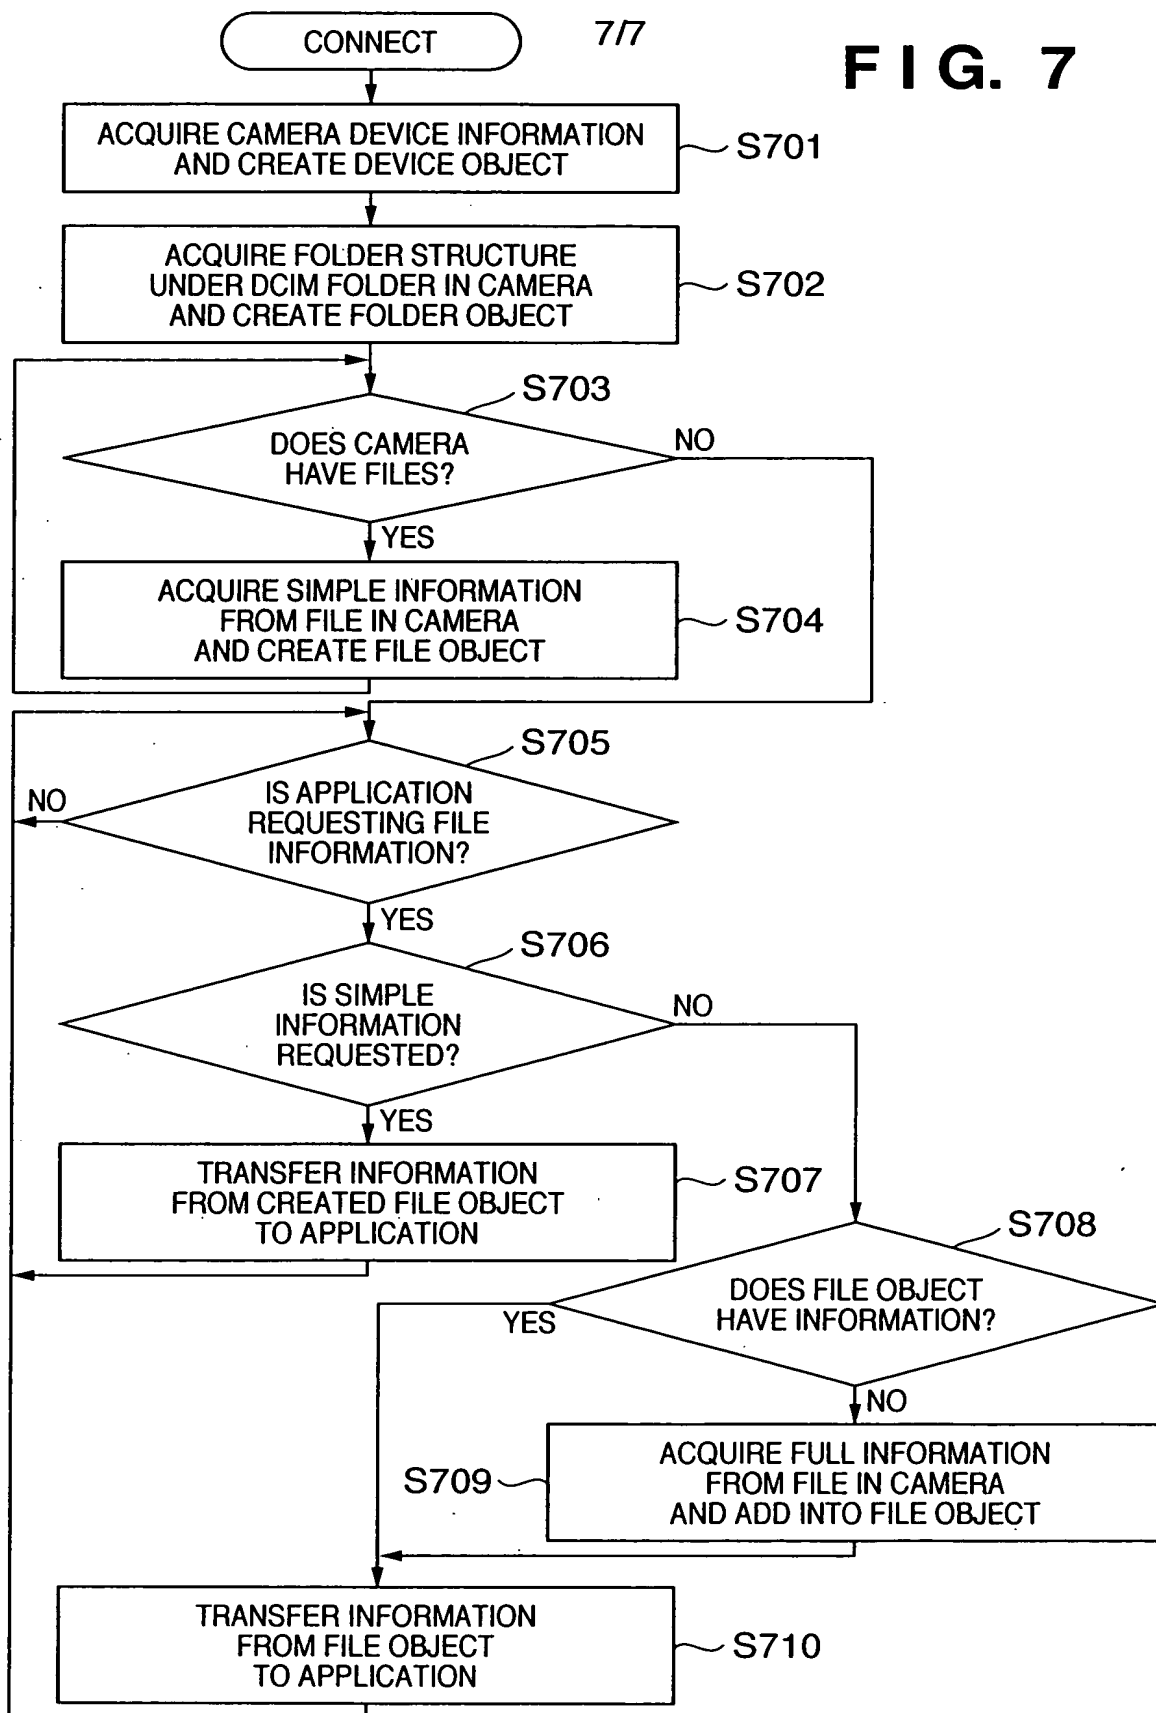 CONNECT
7/7
FIG. 7
ACQUIRE CAMERA DEVICE INFORMATION
AND CREATE DEVICE OBJECT
S701
ACQUIRE FOLDER STRUCTURE
UNDER DCIM FOLDER IN CAMERA
AND CREATE FOLDER OBJECT
S702
S703
DOES CAMERA
HAVE FILES?
NO
YES
ACQUIRE SIMPLE INFORMATION
FROM FILE IN CAMERA
AND CREATE FILE OBJECT
S704
S705
IS APPLICATION
REQUESTING FILE
INFORMATION?
NO
YES
S706
IS SIMPLE
INFORMATION
REQUESTED?
NO
YES
TRANSFER INFORMATION
FROM CREATED FILE OBJECT
TO APPLICATION
S707
S708
DOES FILE OBJECT
HAVE INFORMATION?
YES
NO
ACQUIRE FULL INFORMATION
FROM FILE IN CAMERA
AND ADD INTO FILE OBJECT
S709
TRANSFER INFORMATION
FROM FILE OBJECT
TO APPLICATION
S710